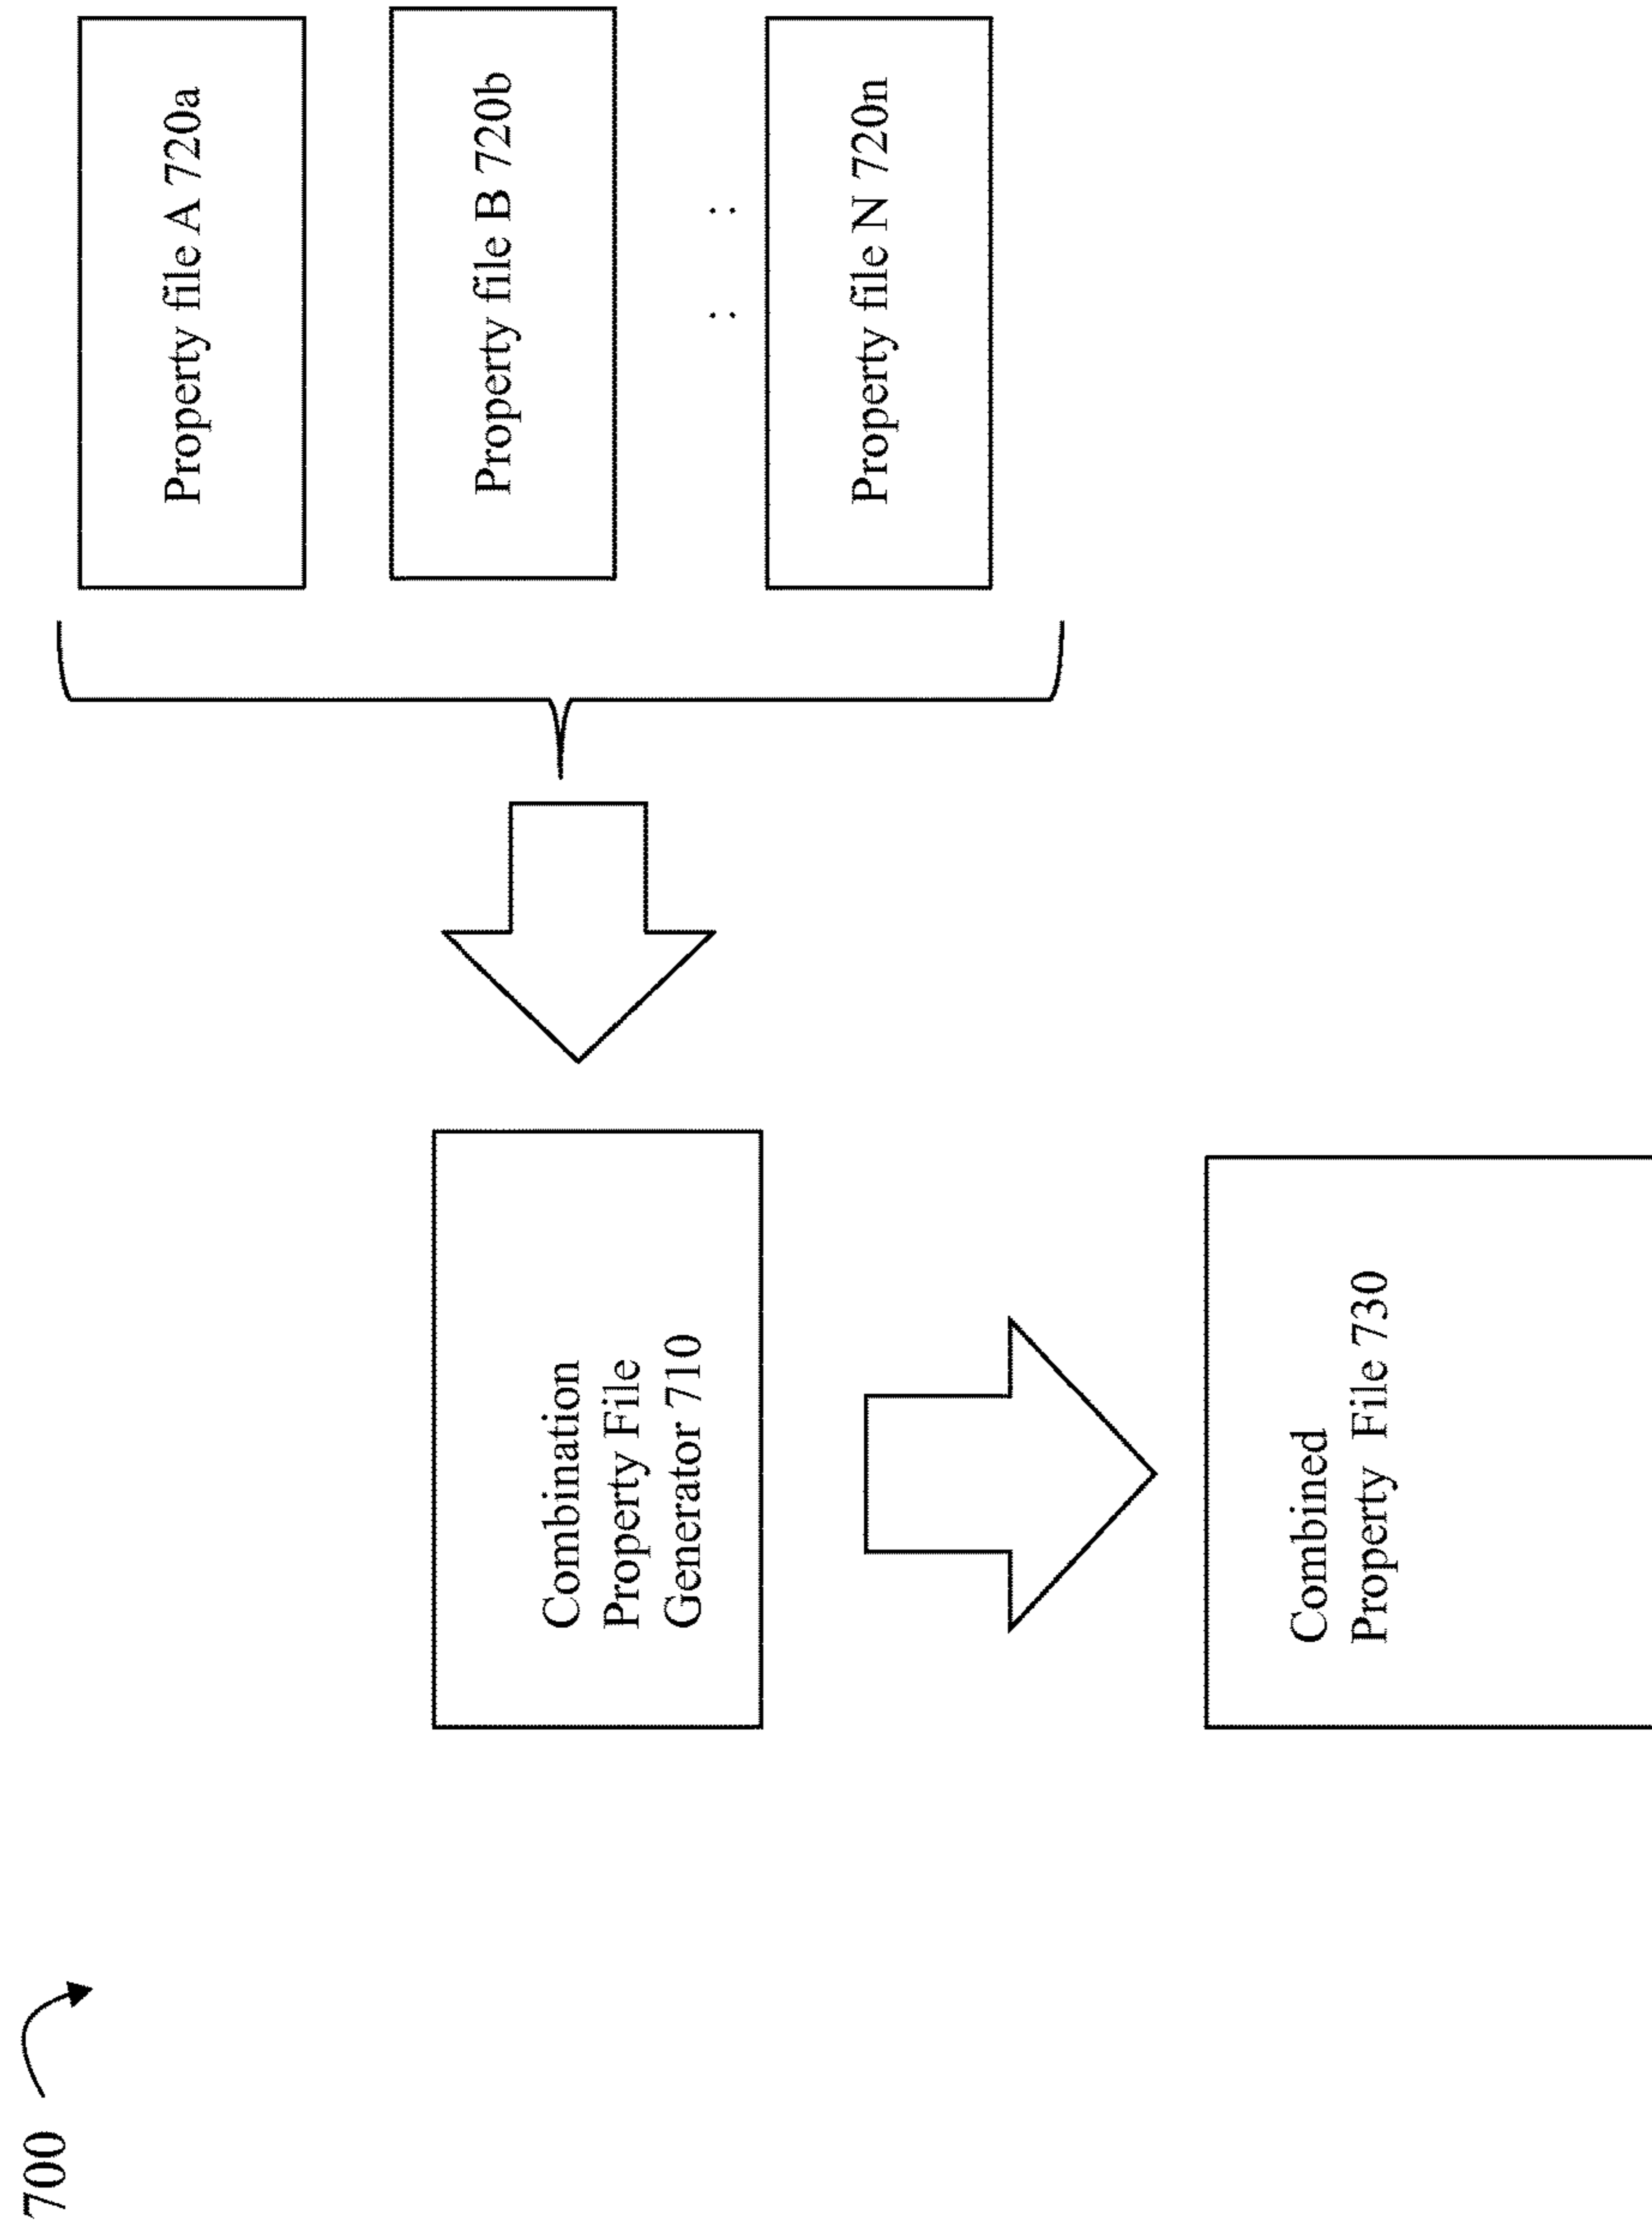 700
Combination
Property File
Generator 710
Combined
Property File 730
Property file A 720a
Property file B 720b
: :
Property file N 720n